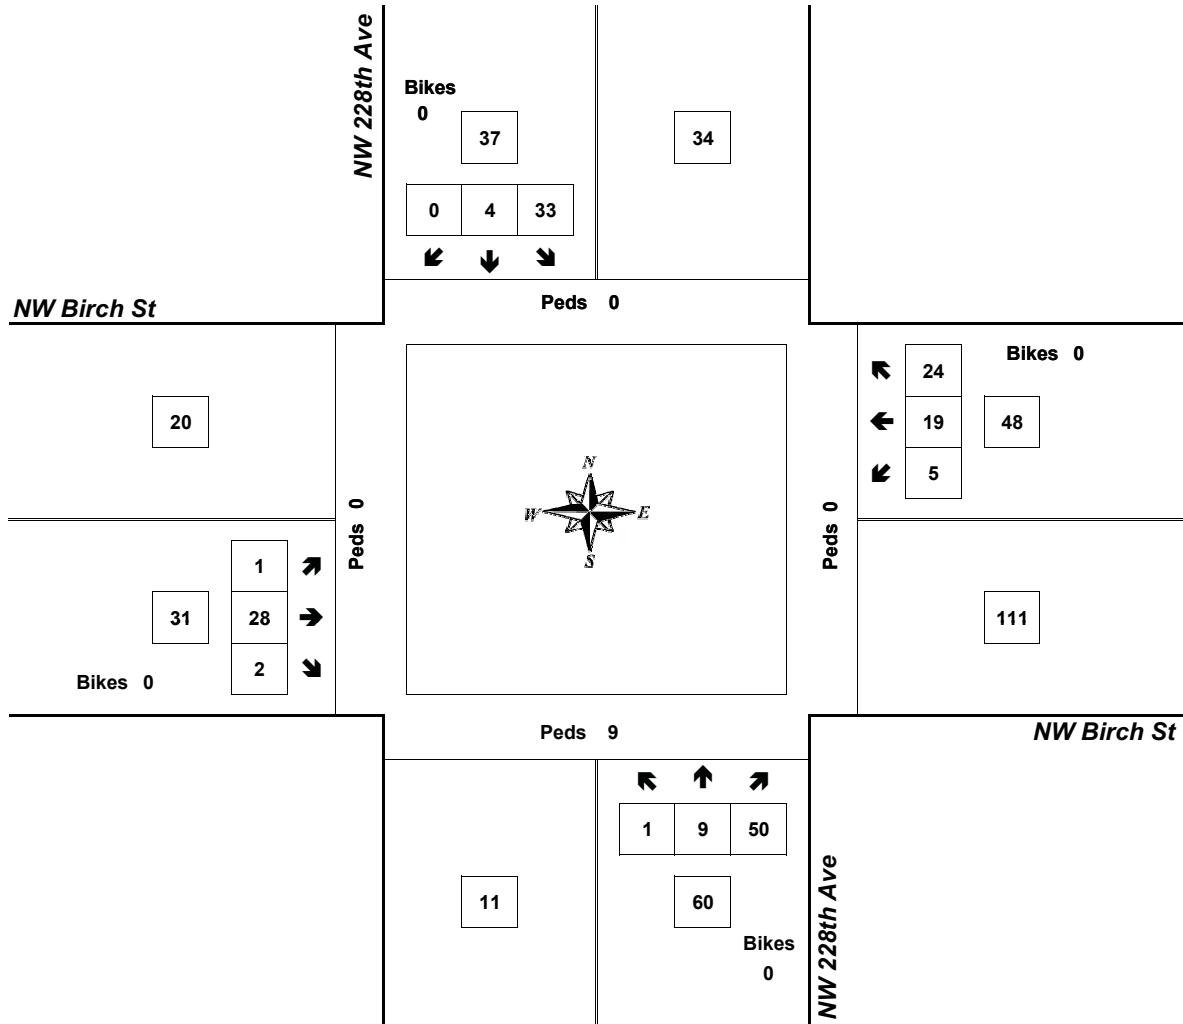 NW 228th Ave
Bikes
0
37
34
0 4 33
Peds 0
NW Birch St
Bikes 0
24
19
48
5
20
Peds 0
N
W E
S
Peds 0
1
31
28
2
Bikes 0
111
NW Birch St
Peds 9
1 9 50
11
60
Bikes
0
NW 228th Ave